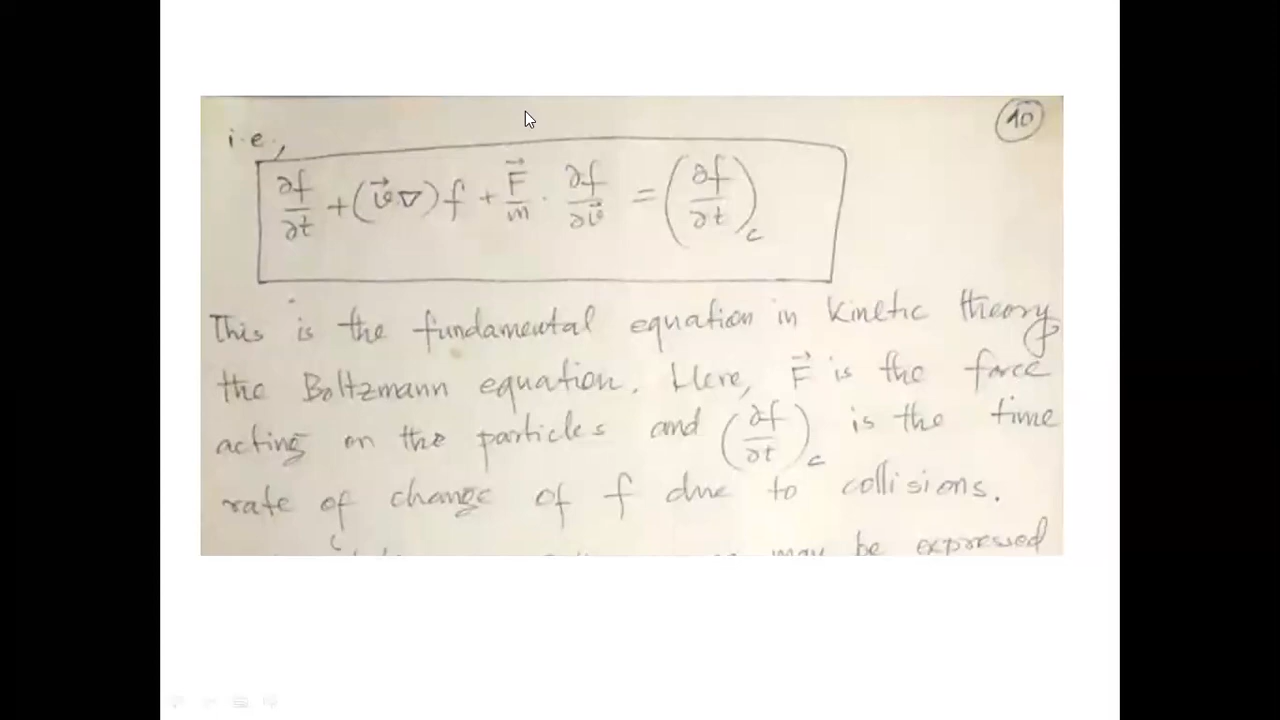 10
i.e.,
∂f/∂t + (v⃗∇)f + F⃗/m · ∂f/∂v⃗ = (∂f/∂t)_c
This is the fundamental equation in kinetic theory
the Boltzmann equation. Here, F⃗ is the force
acting on the particles and (∂f/∂t)_c is the time
rate of change of f due to collisions.
may be expressed